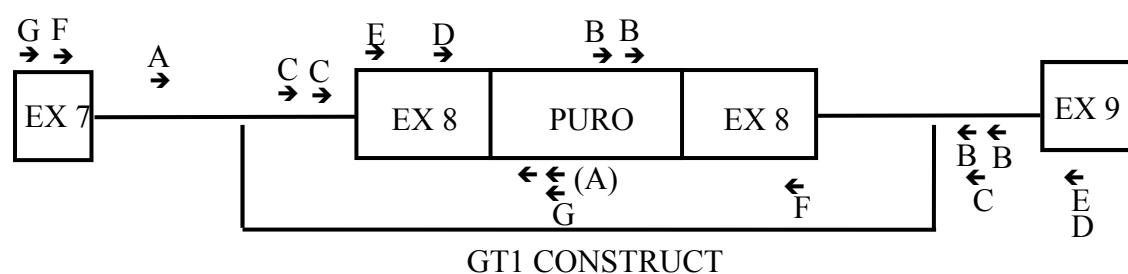 G F
A
C C
E D
B B
EX 7
EX 8
PURO
EX 8
EX 9
(A)
G
F
B B
C
E
D
GT1 CONSTRUCT